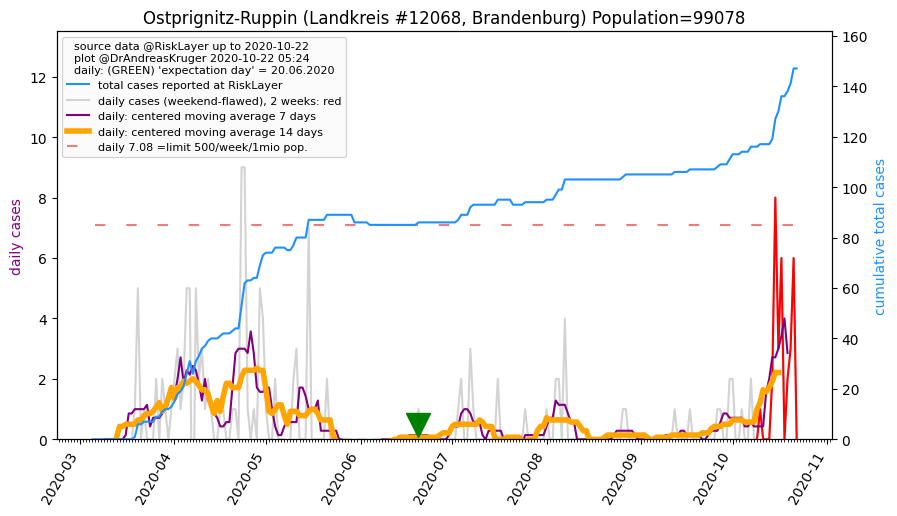 Ostprignitz-Ruppin (Landkreis #12068, Brandenburg) Population=99078
source data @RiskLayer up to 2020-10-22
plot @DrAndreasKruger 2020-10-22 05:24
daily: (GREEN) 'expectation day' = 20.06.2020
total cases reported at RiskLayer
daily cases (weekend-flawed), 2 weeks: red
daily: centered moving average 7 days
daily: centered moving average 14 days
daily 7.08 =limit 500/week/1mio pop.
daily cases
12
10
8
6
4
2
0
cumulative total cases
160
140
120
100
80
60
40
20
0
2020-03
2020-04
2020-05
2020-06
2020-07
2020-08
2020-09
2020-10
2020-11